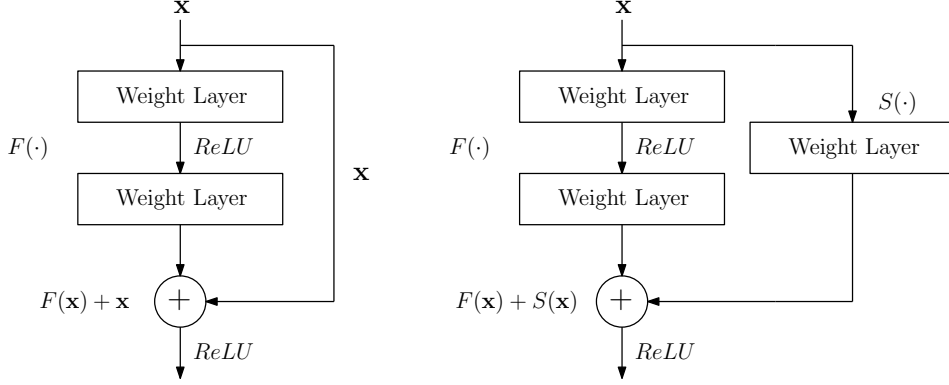 x
Weight Layer
F(·)
ReLU
x
Weight Layer
F(x) + x
+
ReLU
x
Weight Layer
S(·)
F(·)
ReLU
Weight Layer
Weight Layer
F(x) + S(x)
+
ReLU